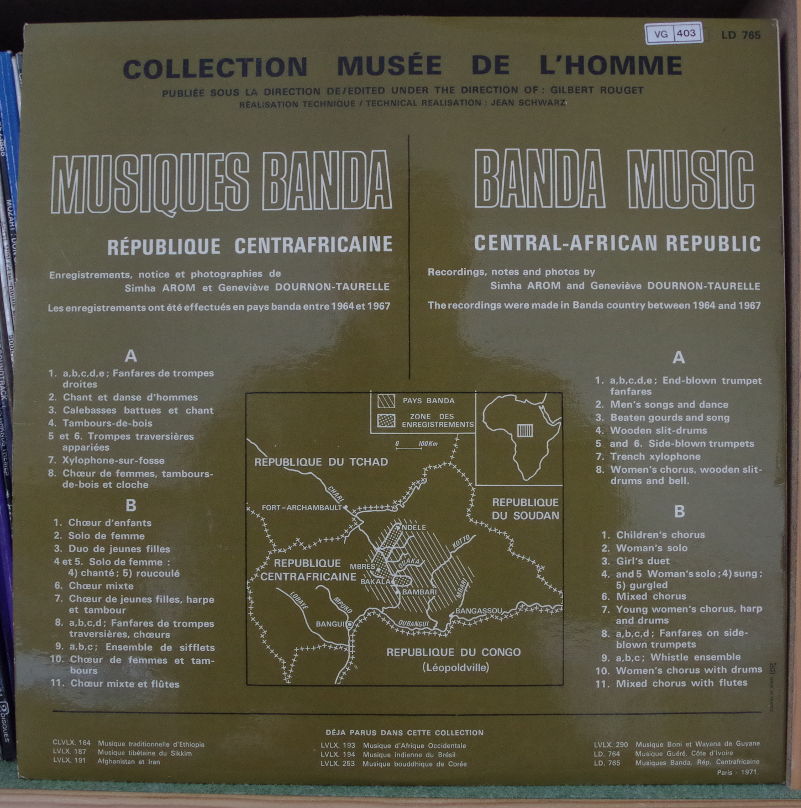 VG 403
LD 765
COLLECTION MUSÉE DE L'HOMME
PUBLIÉE SOUS LA DIRECTION DE/EDITED UNDER THE DIRECTION OF : GILBERT ROUGET
RÉALISATION TECHNIQUE / TECHNICAL REALISATION : JEAN SCHWARZ
MUSIQUES BANDA
RÉPUBLIQUE CENTRAFRICAINE
Enregistrements, notice et photographies de
Simha AROM et Geneviève DOURNON-TAURELLE
Les enregistrements ont été effectués en pays banda entre 1964 et 1967
BANDA MUSIC
CENTRAL-AFRICAN REPUBLIC
Recordings, notes and photos by
Simha AROM and Geneviève DOURNON-TAURELLE
The recordings were made in Banda country between 1964 and 1967
A
1. a,b,c,d,e ; Fanfares de trompes
droites
2. Chant et danse d'hommes
3. Calebasses battues et chant
4. Tambours-de-bois
5 et 6. Trompes traversières
appariées
7. Xylophone-sur-fosse
8. Chœur de femmes, tambours-
de-bois et cloche
B
1. Chœur d'enfants
2. Solo de femme
3. Duo de jeunes filles
4 et 5. Solo de femme :
4) chanté ; 5) roucoulé
6. Chœur mixte
7. Chœur de jeunes filles, harpe
et tambour
8. a,b,c,d ; Fanfares de trompes
traversières, chœurs
9. a,b,c ; Ensemble de sifflets
10. Chœur de femmes et tam-
bours
11. Chœur mixte et flûtes
PAYS BANDA
ZONE DES
ENREGISTREMENTS
0 100 Km
RÉPUBLIQUE DU TCHAD
CHARI
FORT-ARCHAMBAULT
REPUBLIQUE
DU SOUDAN
NDÉLÉ
REPUBLIQUE
CENTRAFRICAINE
KOTTO
MBRES
BAKALA
BAMBARI
MBARI
LOBAYE
MPOKO
BANGUI
OUBANGUI
BANGASSOU
REPUBLIQUE DU CONGO
(Léopoldville)
A
1. a,b,c,d,e ; End-blown trumpet
fanfares
2. Men's songs and dance
3. Beaten gourds and song
4. Wooden slit-drums
5 and 6. Side-blown trumpets
7. Trench xylophone
8. Women's chorus, wooden slit-
drums and bell.
B
1. Children's chorus
2. Woman's solo
3. Girl's duet
4. and 5 Woman's solo ; 4) sung :
5) gurgled
6. Mixed chorus
7. Young women's chorus, harp
and drums
8. a,b,c,d ; Fanfares on side-
blown trumpets
9. a,b,c ; Whistle ensemble
10. Women's chorus with drums
11. Mixed chorus with flutes
DÉJA PARUS DANS CETTE COLLECTION
CLVLX. 164 Musique traditionnelle d'Ethiopie
LVLX. 187 Musique tibétaine du Sikkim
LVLX. 191 Afghanistan et Iran
LVLX. 193 Musique d'Afrique Occidentale
LVLX. 194 Musique indienne du Brésil
LVLX. 253 Musique bouddhique de Corée
LVLX. 290 Musique Boni et Wayana de Guyane
LD. 764 Musique Guéré, Côte d'Ivoire
LD. 765 Musiques Banda, Rép. Centrafricaine
Paris - 1971